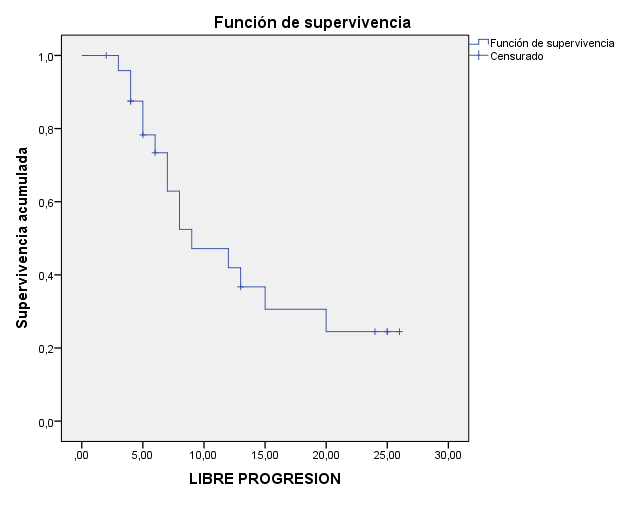 Función de supervivencia
Función de supervivencia
Censurado
Supervivencia acumulada
1,0
0,8
0,6
0,4
0,2
0,0
,00
5,00
10,00
15,00
20,00
25,00
30,00
LIBRE PROGRESION